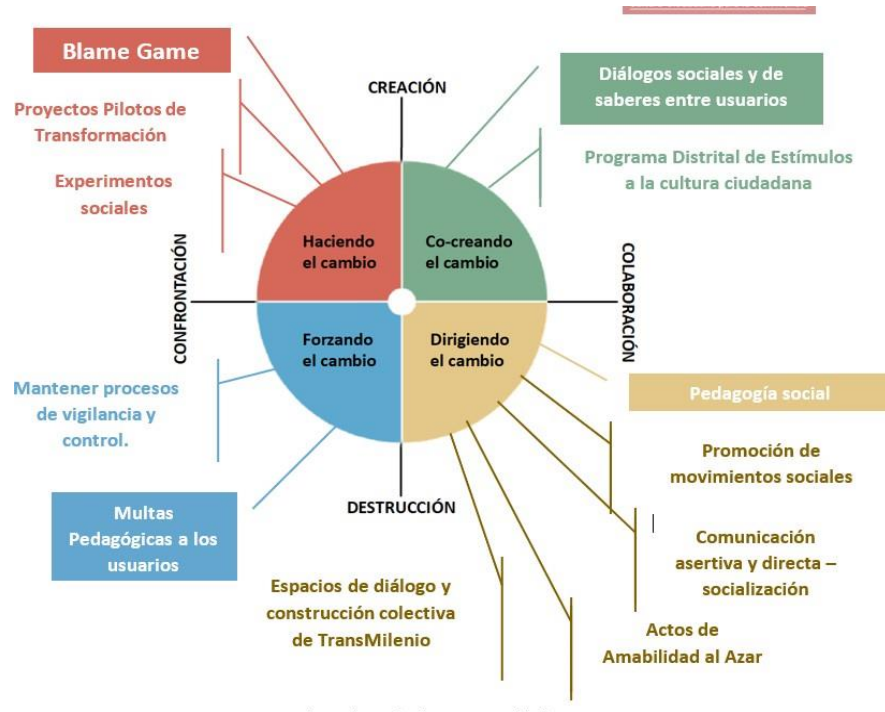 Blame Game
Proyectos Pilotos de
Transformación
Experimentos
sociales
CREACIÓN
Diálogos sociales y de
saberes entre usuarios
Programa Distrital de Estímulos
a la cultura ciudadana
CONFRONTACIÓN
Haciendo
el cambio
Co-creando
el cambio
COLABORACIÓN
Forzando
el cambio
Dirigiendo
el cambio
Mantener procesos
de vigilancia y
control.
Multas
Pedagógicas a los
usuarios
DESTRUCCIÓN
Pedagogía social
Promoción de
movimientos sociales
Comunicación
asertiva y directa –
socialización
Espacios de diálogo y
construcción colectiva
de TransMilenio
Actos de
Amabilidad al Azar